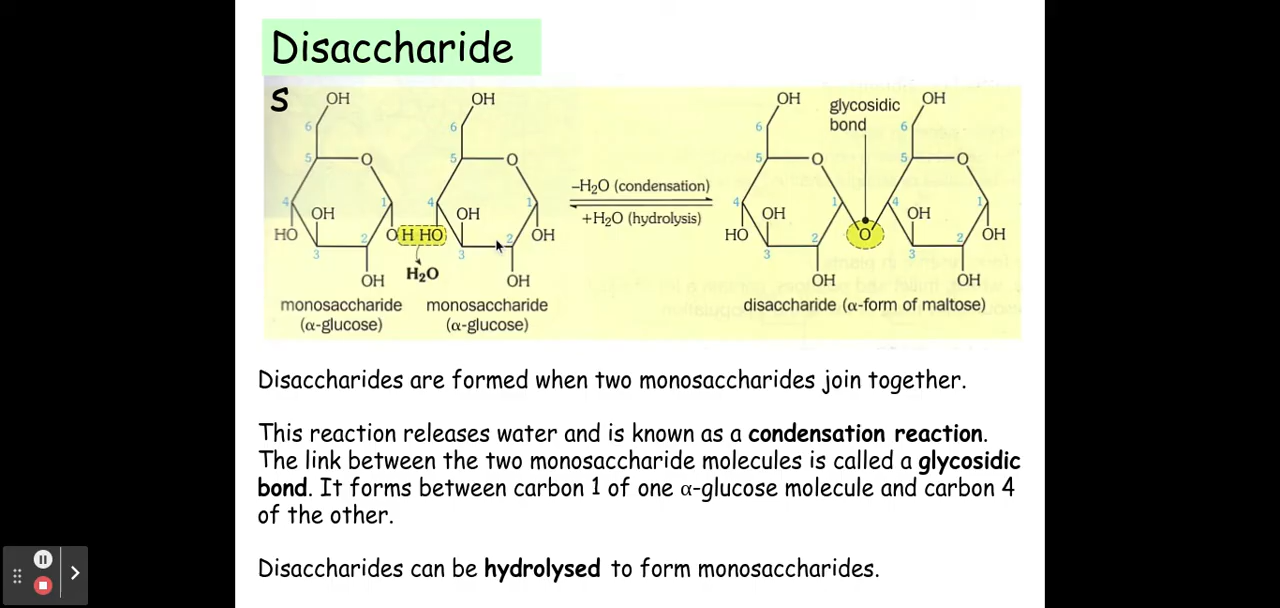 Disaccharide
s
OH OH OH glycosidic OH
bond
6 6 6 6
5 O 5 O 5 O 5 O
–H2O (condensation)
4 OH 1 4 OH 1 4 OH 1 4 OH 1
+H2O (hydrolysis)
HO 2 OH HO 2 OH HO 2 O 2 OH
3 3 3 3
H2O
OH OH OH OH
monosaccharide monosaccharide disaccharide (α-form of maltose)
(α-glucose) (α-glucose)
Disaccharides are formed when two monosaccharides join together.
This reaction releases water and is known as a condensation reaction.
The link between the two monosaccharide molecules is called a glycosidic
bond. It forms between carbon 1 of one α-glucose molecule and carbon 4
of the other.
Disaccharides can be hydrolysed to form monosaccharides.